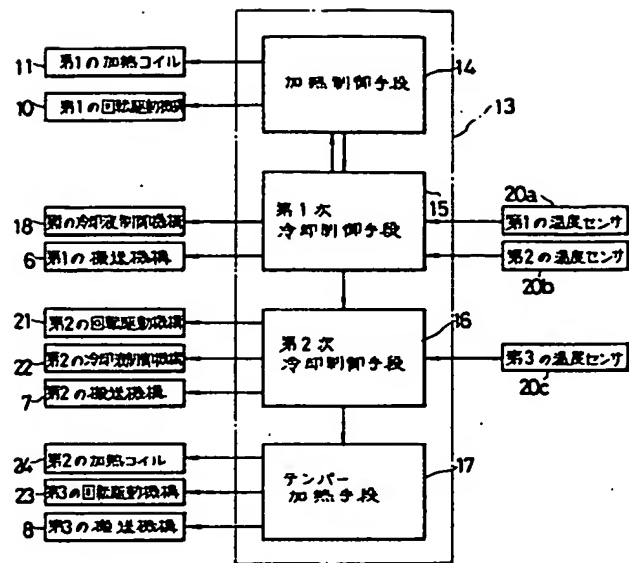 11 第1の加熱コイル
10 第1の回転駆動機構
加熱制御手段
14
13
18 第1の冷却液制御機構
6 第1の搬送機構
第1次
冷却制御手段
15
20a
第1の温度センサ
第2の温度センサ
20b
21 第2の回転駆動機構
22 第2の冷却液制御機構
7 第2の搬送機構
第2次
冷却制御手段
16
第3の温度センサ
20c
24 第2の加熱コイル
23 第3の回転駆動機構
8 第3の搬送機構
テンパー
加熱手段
17